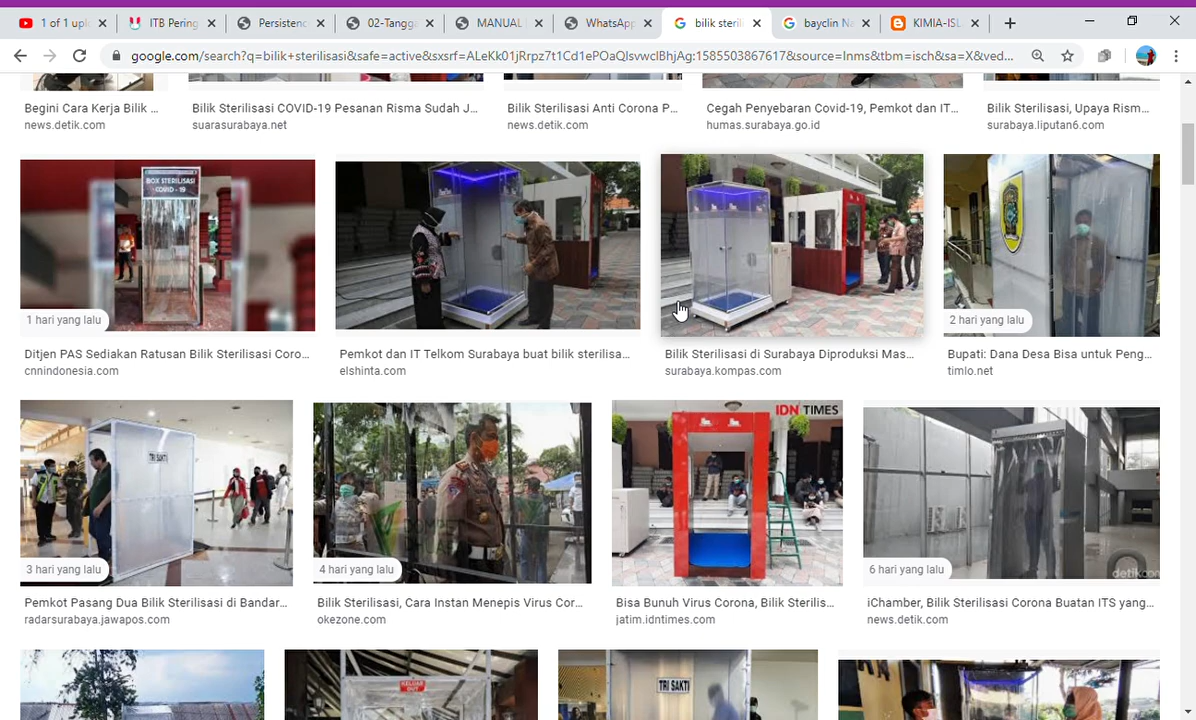 1 of 1 uplo
ITB Pering
Persistenc
02-Tangga
MANUAL
WhatsApp
bilik steril
bayclin Na
KIMIA-ISL
google.com/search?q=bilik+sterilisasi&safe=active&sxsrf=ALeKk01jRrpz7t1Cd1ePOaQlsvwclBhjAg:1585503867617&source=lnms&tbm=isch&sa=X&ved...
Begini Cara Kerja Bilik ...
news.detik.com
Bilik Sterilisasi COVID-19 Pesanan Risma Sudah J...
suarasurabaya.net
Bilik Sterilisasi Anti Corona P...
news.detik.com
Cegah Penyebaran Covid-19, Pemkot dan IT...
humas.surabaya.go.id
Bilik Sterilisasi, Upaya Rism...
surabaya.liputan6.com
BOX STERILISASI
COVID - 19
1 hari yang lalu
2 hari yang lalu
Ditjen PAS Sediakan Ratusan Bilik Sterilisasi Coro...
cnnindonesia.com
Pemkot dan IT Telkom Surabaya buat bilik sterilisa...
elshinta.com
Bilik Sterilisasi di Surabaya Diproduksi Mas...
surabaya.kompas.com
Bupati: Dana Desa Bisa untuk Peng...
timlo.net
TRI SAKTI
IDN TIMES
detikcom
3 hari yang lalu
4 hari yang lalu
6 hari yang lalu
Pemkot Pasang Dua Bilik Sterilisasi di Bandar...
radarsurabaya.jawapos.com
Bilik Sterilisasi, Cara Instan Menepis Virus Cor...
okezone.com
Bisa Bunuh Virus Corona, Bilik Sterilis...
jatim.idntimes.com
iChamber, Bilik Sterilisasi Corona Buatan ITS yang...
news.detik.com
KELUAR
OUT
TRI SAKTI